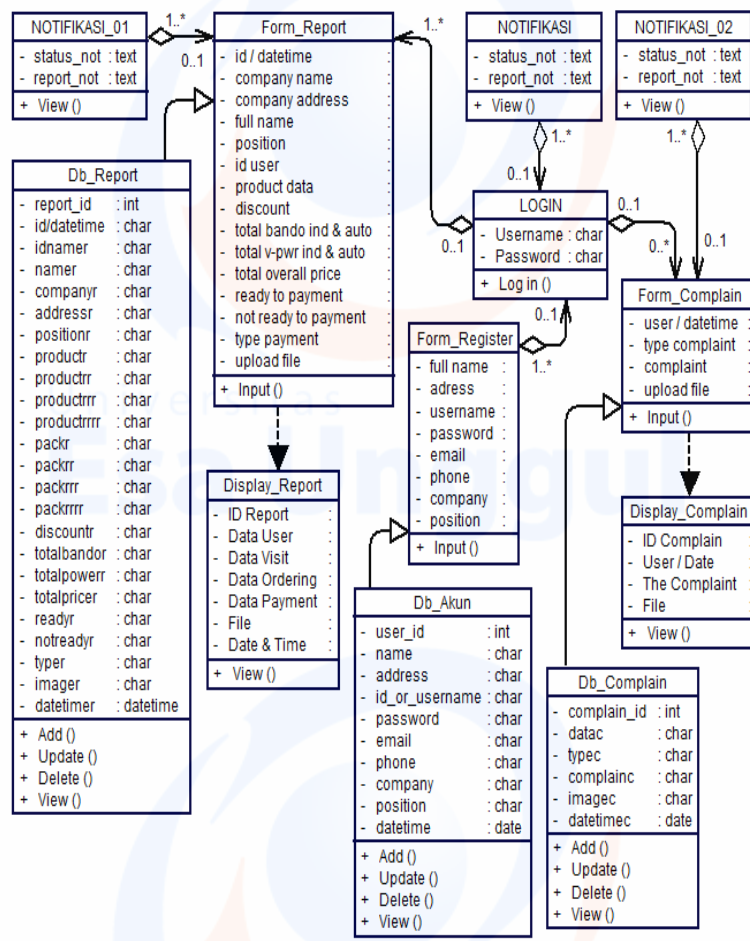 NOTIFIKASI_01
- status_not : text
- report_not : text
+ View ()
1..*
0..1
Form_Report
- id / datetime :
- company name :
- company address :
- full name :
- position :
- id user :
- product data :
- discount :
- total bando ind & auto :
- total v-pwr ind & auto :
- total overall price :
- ready to payment :
- not ready to payment :
- type payment :
- upload file :
+ Input ()
1..*
0..1
NOTIFIKASI
- status_not : text
- report_not : text
+ View ()
1..*
0..1
NOTIFIKASI_02
- status_not : text
- report_not : text
+ View ()
1..*
0..1
LOGIN
- Username : char
- Password : char
+ Log in ()
0..1
0..*
0..1
1..*
Db_Report
- report_id : int
- id/datetime : char
- idnamer : char
- namer : char
- companyr : char
- addressr : char
- positionr : char
- productr : char
- productrr : char
- productrrr : char
- productrrrr : char
- packr : char
- packrr : char
- packrrr : char
- packrrrr : char
- discountr : char
- totalbandor : char
- totalpowerr : char
- totalpricer : char
- readyr : char
- notreadyr : char
- typer : char
- imager : char
- datetimer : datetime
+ Add ()
+ Update ()
+ Delete ()
+ View ()
Form_Register
- full name :
- adress :
- username :
- password :
- email :
- phone :
- company :
- position :
+ Input ()
Form_Complain
- user / datetime :
- type complaint :
- complaint :
- upload file :
+ Input ()
Display_Report
- ID Report :
- Data User :
- Data Visit :
- Data Ordering :
- Data Payment :
- File :
- Date & Time :
+ View ()
Display_Complain
- ID Complain :
- User / Date :
- The Complaint :
- File :
+ View ()
Db_Akun
- user_id : int
- name : char
- address : char
- id_or_username : char
- password : char
- email : char
- phone : char
- company : char
- position : char
- datetime : date
+ Add ()
+ Update ()
+ Delete ()
+ View ()
Db_Complain
- complain_id : int
- datac : char
- typec : char
- complainc : char
- imagec : char
- datetimec : date
+ Add ()
+ Update ()
+ Delete ()
+ View ()
Universitas
Esa Unggul